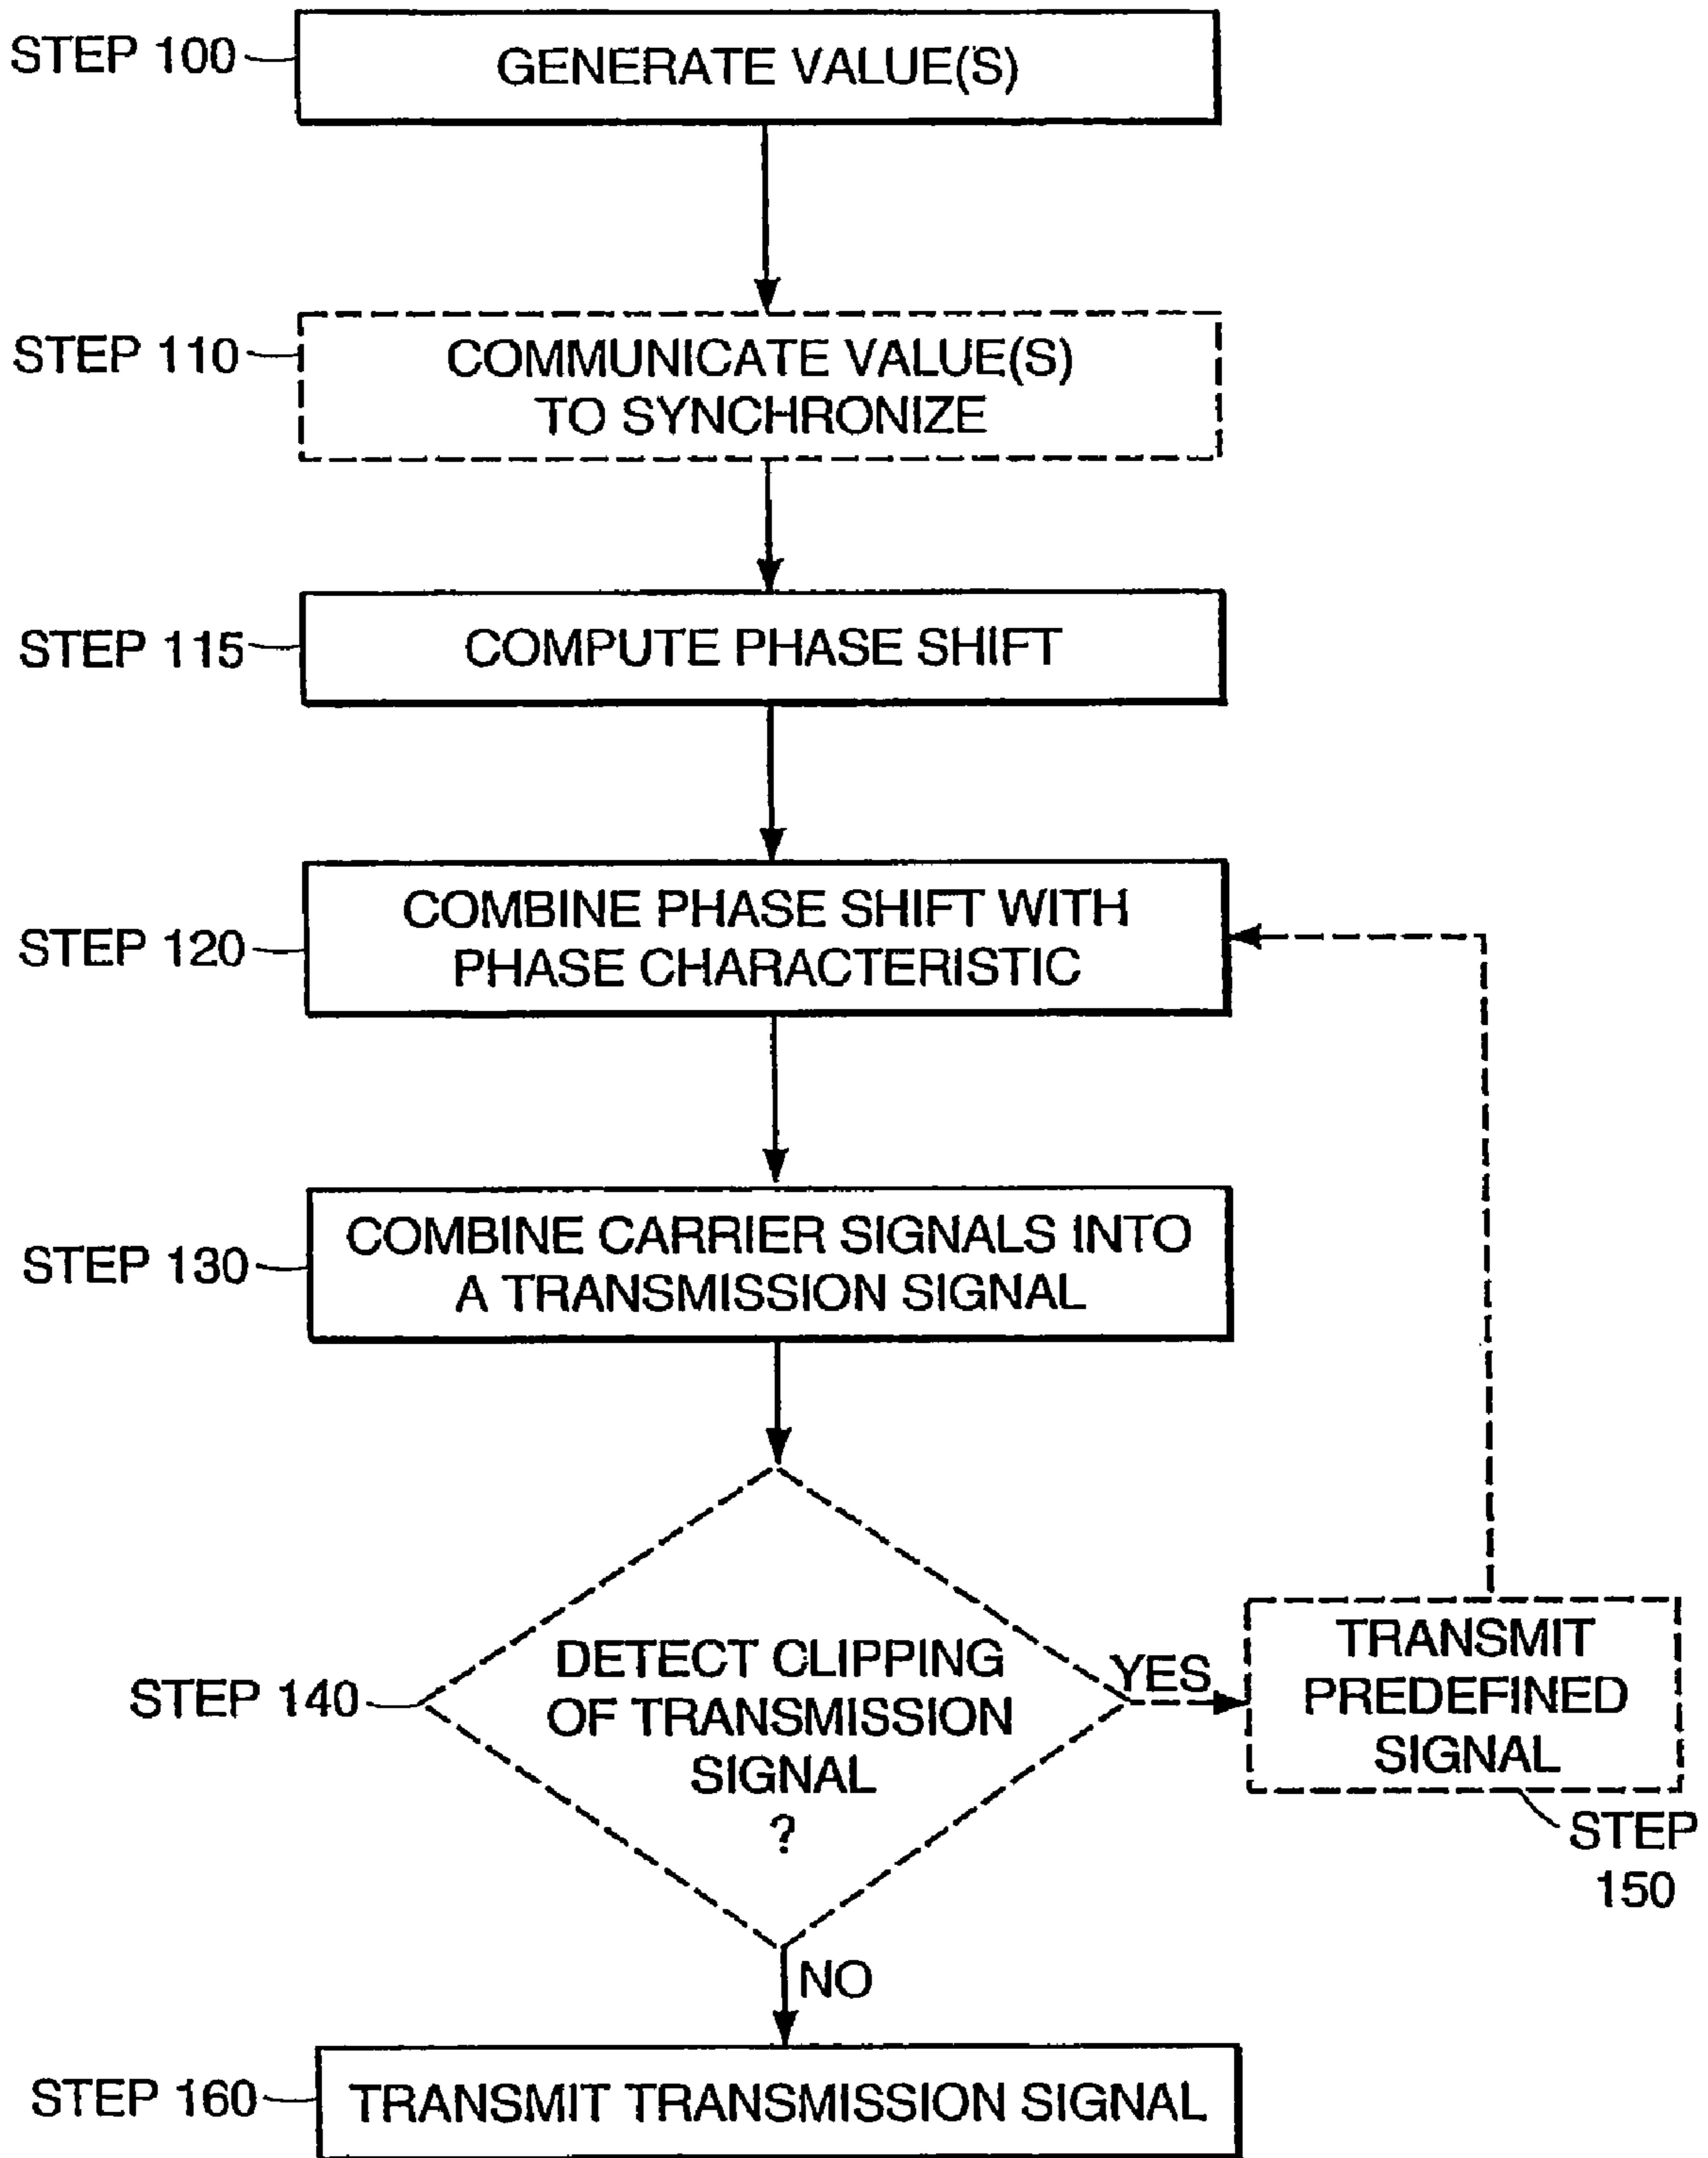 STEP 100
GENERATE VALUE(S)
STEP 110
COMMUNICATE VALUE(S)
TO SYNCHRONIZE
STEP 115
COMPUTE PHASE SHIFT
STEP 120
COMBINE PHASE SHIFT WITH
PHASE CHARACTERISTIC
STEP 130
COMBINE CARRIER SIGNALS INTO
A TRANSMISSION SIGNAL
STEP 140
DETECT CLIPPING
OF TRANSMISSION
SIGNAL
?
YES
TRANSMIT
PREDEFINED
SIGNAL
STEP
150
NO
STEP 160
TRANSMIT TRANSMISSION SIGNAL